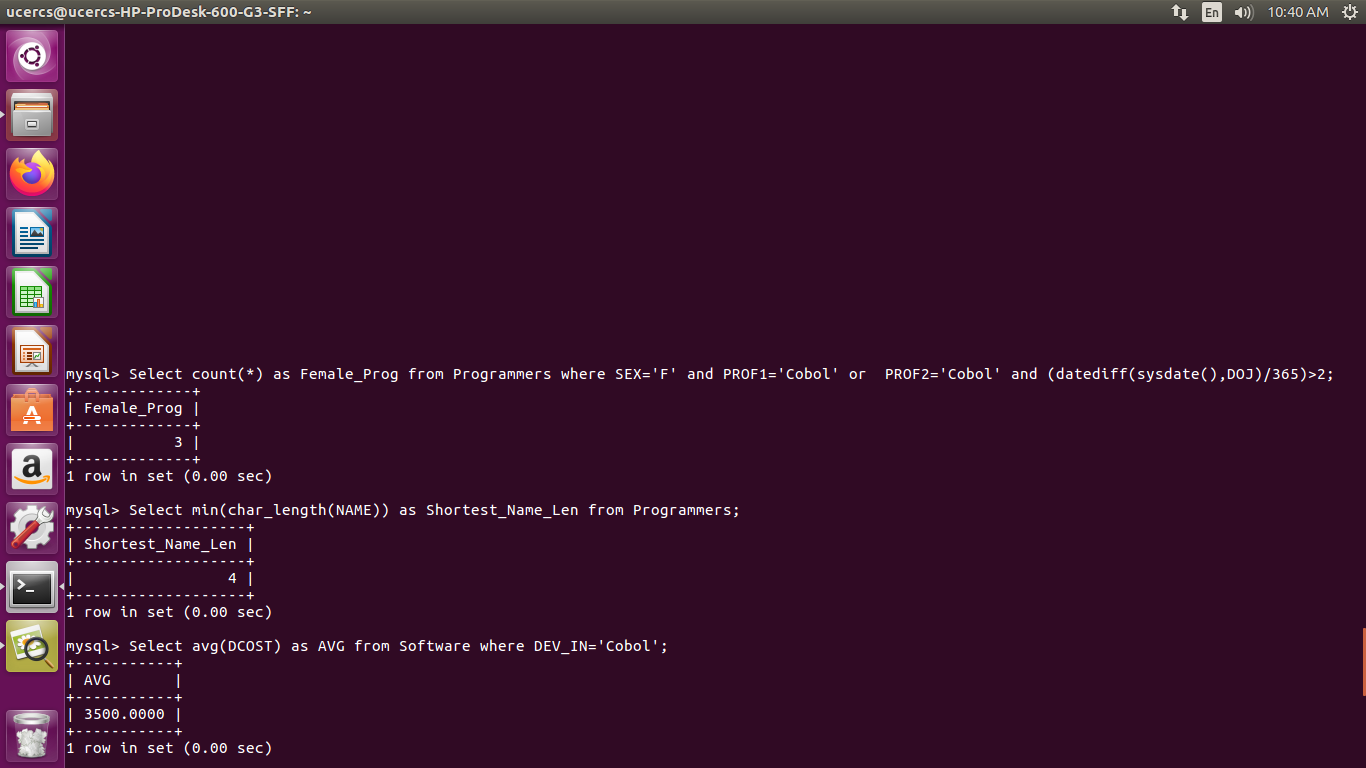 ucercs@ucercs-HP-ProDesk-600-G3-SFF: ~
En
10:40 AM
mysql> Select count(*) as Female_Prog from Programmers where SEX='F' and PROF1='Cobol' or  PROF2='Cobol' and (datediff(sysdate(),DOJ)/365)>2;
+-------------+
| Female_Prog |
+-------------+
|           3 |
+-------------+
1 row in set (0.00 sec)
mysql> Select min(char_length(NAME)) as Shortest_Name_Len from Programmers;
+-------------------+
| Shortest_Name_Len |
+-------------------+
|                 4 |
+-------------------+
1 row in set (0.00 sec)
mysql> Select avg(DCOST) as AVG from Software where DEV_IN='Cobol';
+-----------+
| AVG       |
+-----------+
| 3500.0000 |
+-----------+
1 row in set (0.00 sec)